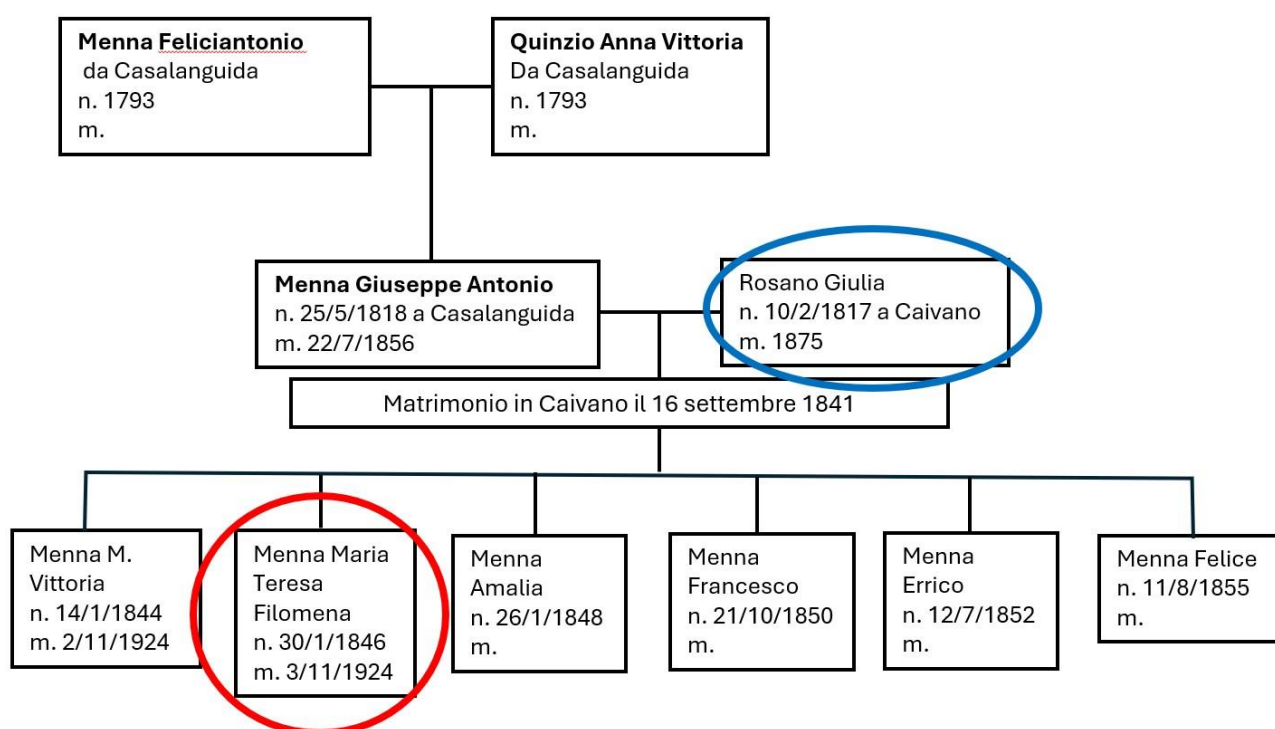 Menna Feliciantonio
da Casalanguida
n. 1793
m.
Quinzio Anna Vittoria
Da Casalanguida
n. 1793
m.
Menna Giuseppe Antonio
n. 25/5/1818 a Casalanguida
m. 22/7/1856
Rosano Giulia
n. 10/2/1817 a Caivano
m. 1875
Matrimonio in Caivano il 16 settembre 1841
Menna M.
Vittoria
n. 14/1/1844
m. 2/11/1924
Menna Maria
Teresa
Filomena
n. 30/1/1846
m. 3/11/1924
Menna
Amalia
n. 26/1/1848
m.
Menna
Francesco
n. 21/10/1850
m.
Menna
Errico
n. 12/7/1852
m.
Menna Felice
n. 11/8/1855
m.